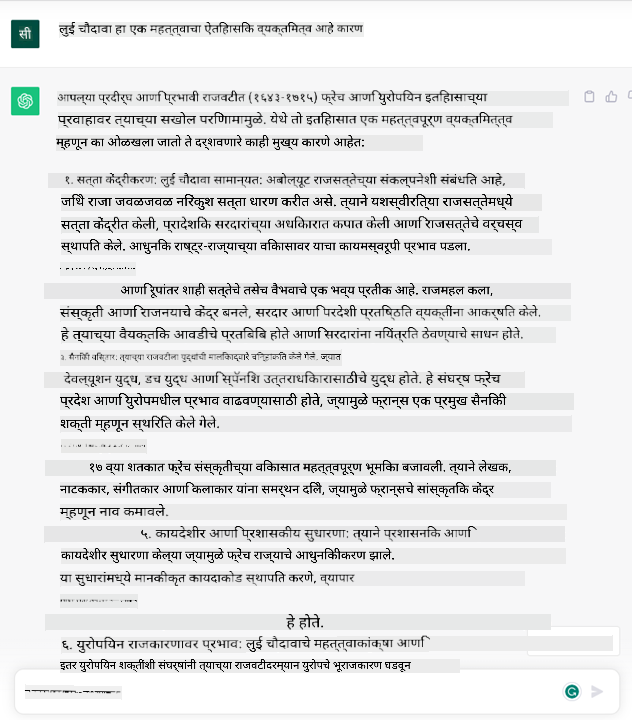 सी
लुई चौदावा हा एक महत्त्वाचा ऐतिहासिक व्यक्तिमत्व आहे कारण
आपल्या प्रदीर्घ आणि प्रभावी राजवटीत (१६४३-१७१५) फ्रेंच आणि युरोपियन इतिहासाच्या
प्रवाहावर त्याच्या सखोल परिणामामुळे. येथे तो इतिहासात एक महत्त्वपूर्ण व्यक्तिमत्त्व
म्हणून का ओळखला जातो ते दर्शवणारे काही मुख्य कारणे आहेत:
१. सत्ता केंद्रीकरण: लुई चौदावा सामान्यत: अबोल्यूट राजसत्तेच्या संकल्पनेशी संबंधित आहे,
जिथे राजा जवळजवळ निरंकुश सत्ता धारण करीत असे. त्याने यशस्वीरित्या राजसत्तेमध्ये
सत्ता केंद्रीत केली, प्रादेशिक सरदारांच्या अधिकारात कपात केली आणि राजसत्तेचे वर्चस्व
स्थापित केले. आधुनिक राष्ट्र-राज्याच्या विकासावर याचा कायमस्वरूपी प्रभाव पडला.
आणि रूपांतर शाही सत्तेचे तसेच वैभवाचे एक भव्य प्रतीक आहे. राजमहल कला,
संस्कृती आणि राजनयाचे केंद्र बनले, सरदार आणि परदेशी प्रतिष्ठित व्यक्तींना आकर्षित केले.
हे त्याच्या वैयक्तिक आवडीचे प्रतिबिंब होते आणि सरदारांना नियंत्रित ठेवण्याचे साधन होते.
३. सैनिकी विस्तार: त्याच्या राजवटीला युद्धांची मालिकाद्वारे चिन्हांकित केले गेले. ज्यात
देवल्यूशन युद्ध, डच युद्ध आणि स्पॅनिश उत्तराधिकारासाठीचे युद्ध होते. हे संघर्ष फ्रेंच
प्रदेश आणि युरोपमधील प्रभाव वाढवण्यासाठी होते, ज्यामुळे फ्रान्स एक प्रमुख सैनिकी
शक्ती म्हणून स्थिरित केले गेले.
१७ व्या शतकात फ्रेंच संस्कृतीच्या विकासात महत्त्वपूर्ण भूमिका बजावली. त्याने लेखक,
नाटककार, संगीतकार आणि कलाकार यांना समर्थन दिले, ज्यामुळे फ्रान्सचे सांस्कृतिक केंद्र
म्हणून नाव कमावले.
५. कायदेशीर आणि प्रशासकीय सुधारणा: त्याने प्रशासनिक आणि
कायदेशीर सुधारणा केल्या ज्यामुळे फ्रेंच राज्याचे आधुनिकीकरण झाले.
या सुधारांमध्ये मानकीकृत कायदाकोड स्थापित करणे, व्यापार
हे होते.
६. युरोपियन राजकारणावर प्रभाव: लुई चौदावाचे महत्त्वाकांक्षा आणि
इतर युरोपियन शक्तींशी संघर्षांनी त्याच्या राजवटीदरम्यान युरोपचे भूराजकारण घडवून